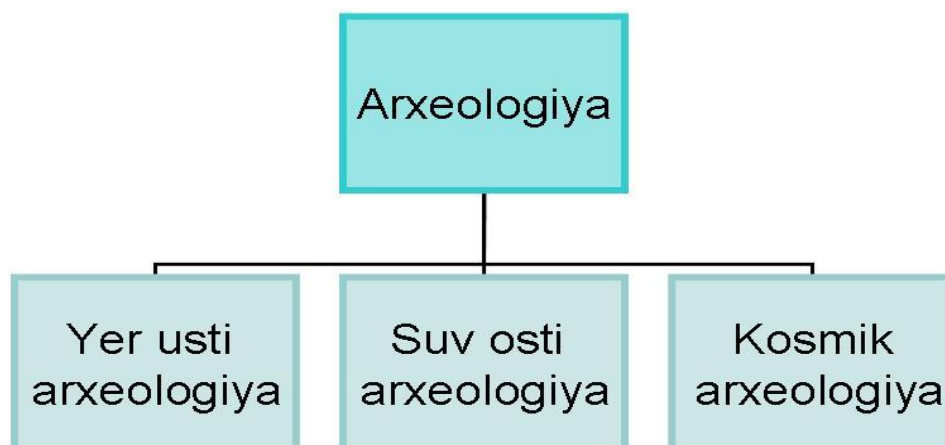 Arxeologiya
Yer usti
arxeologiya
Suv osti
arxeologiya
Kosmik
arxeologiya